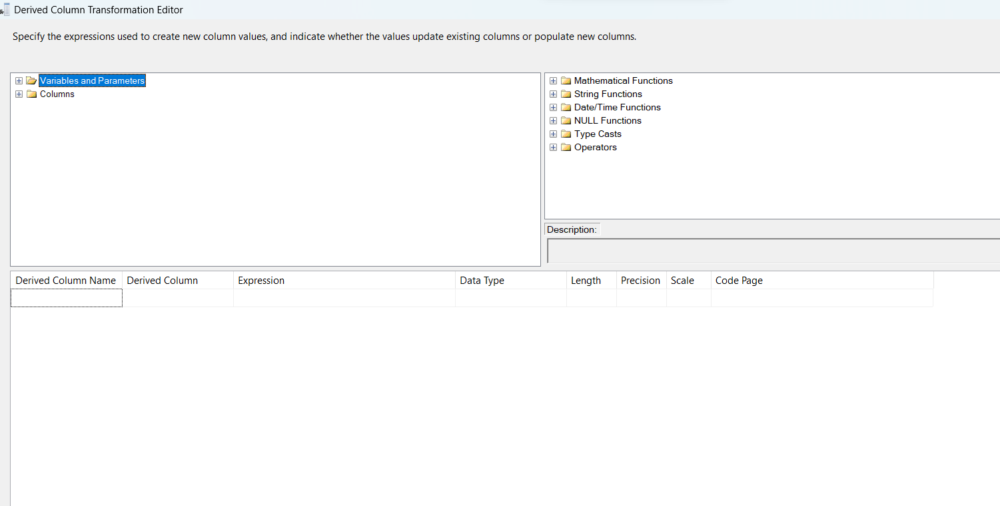 Derived Column Transformation Editor
Specify the expressions used to create new column values, and indicate whether the values update existing columns or populate new columns.
Variables and Parameters
Columns
Mathematical Functions
String Functions
Date/Time Functions
NULL Functions
Type Casts
Operators
Description:
Derived Column Name Derived Column Expression Data Type Length Precision Scale Code Page